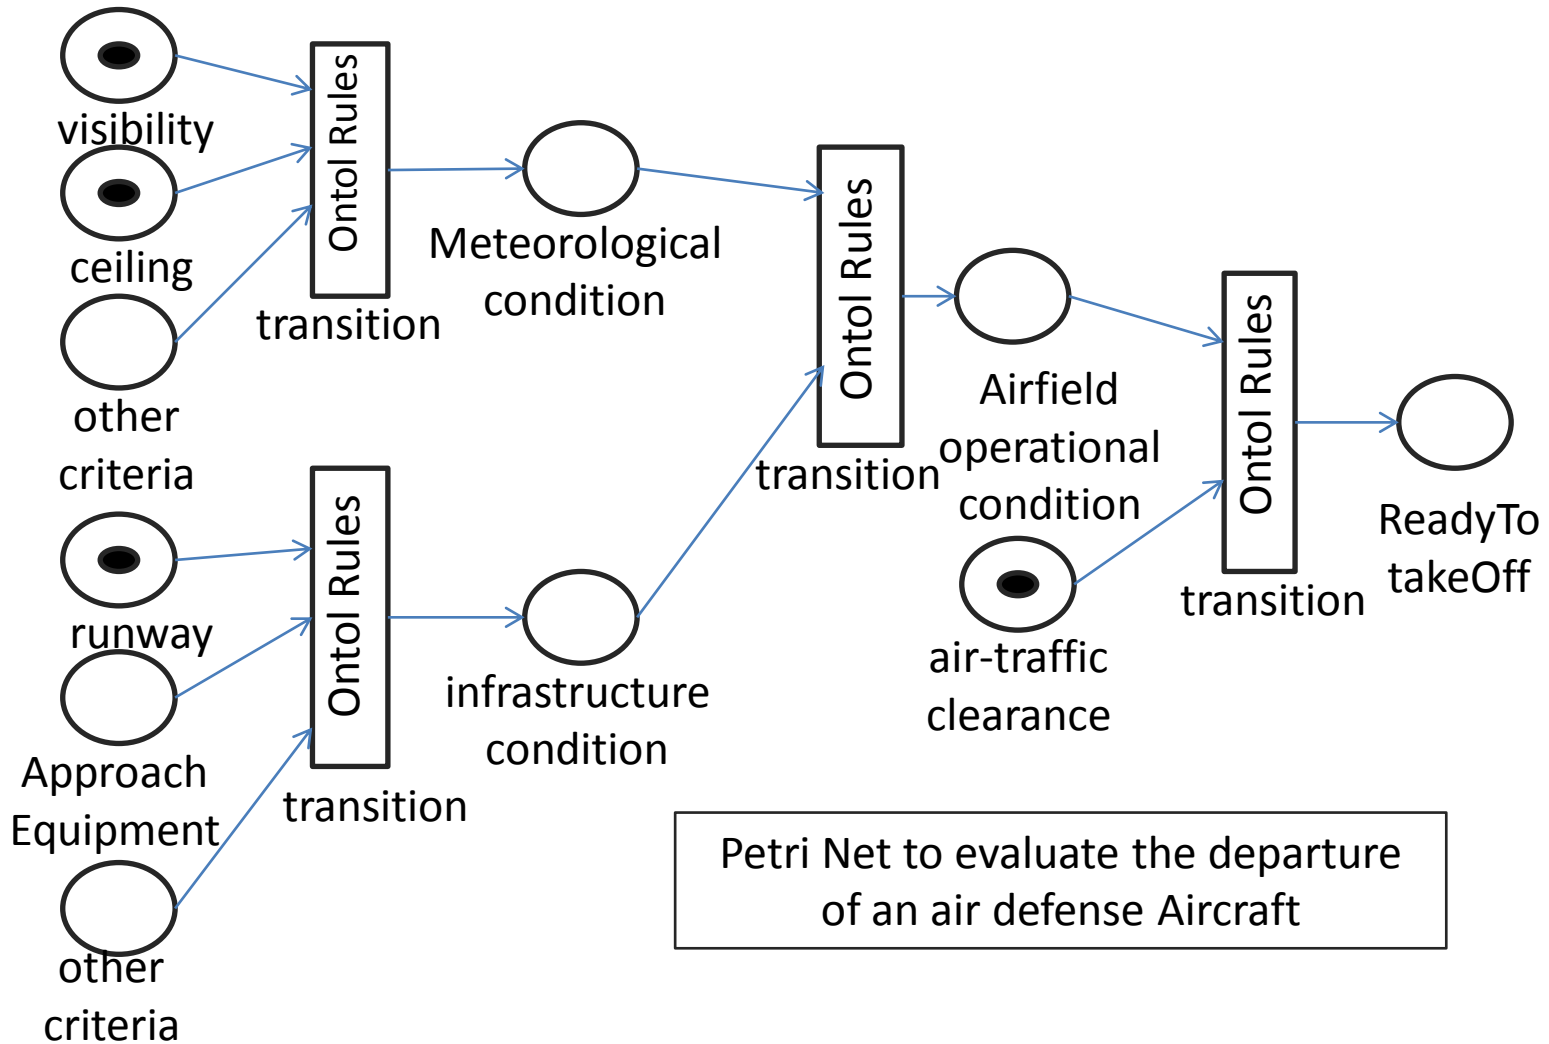 visibility
ceiling
other
criteria
Ontol Rules
transition
Meteorological
condition
runway
Approach
Equipment
other
criteria
Ontol Rules
transition
infrastructure
condition
Ontol Rules
transition
Airfield
operational
condition
air-traffic
clearance
Ontol Rules
transition
ReadyTo
takeOff
Petri Net to evaluate the departure
of an air defense Aircraft